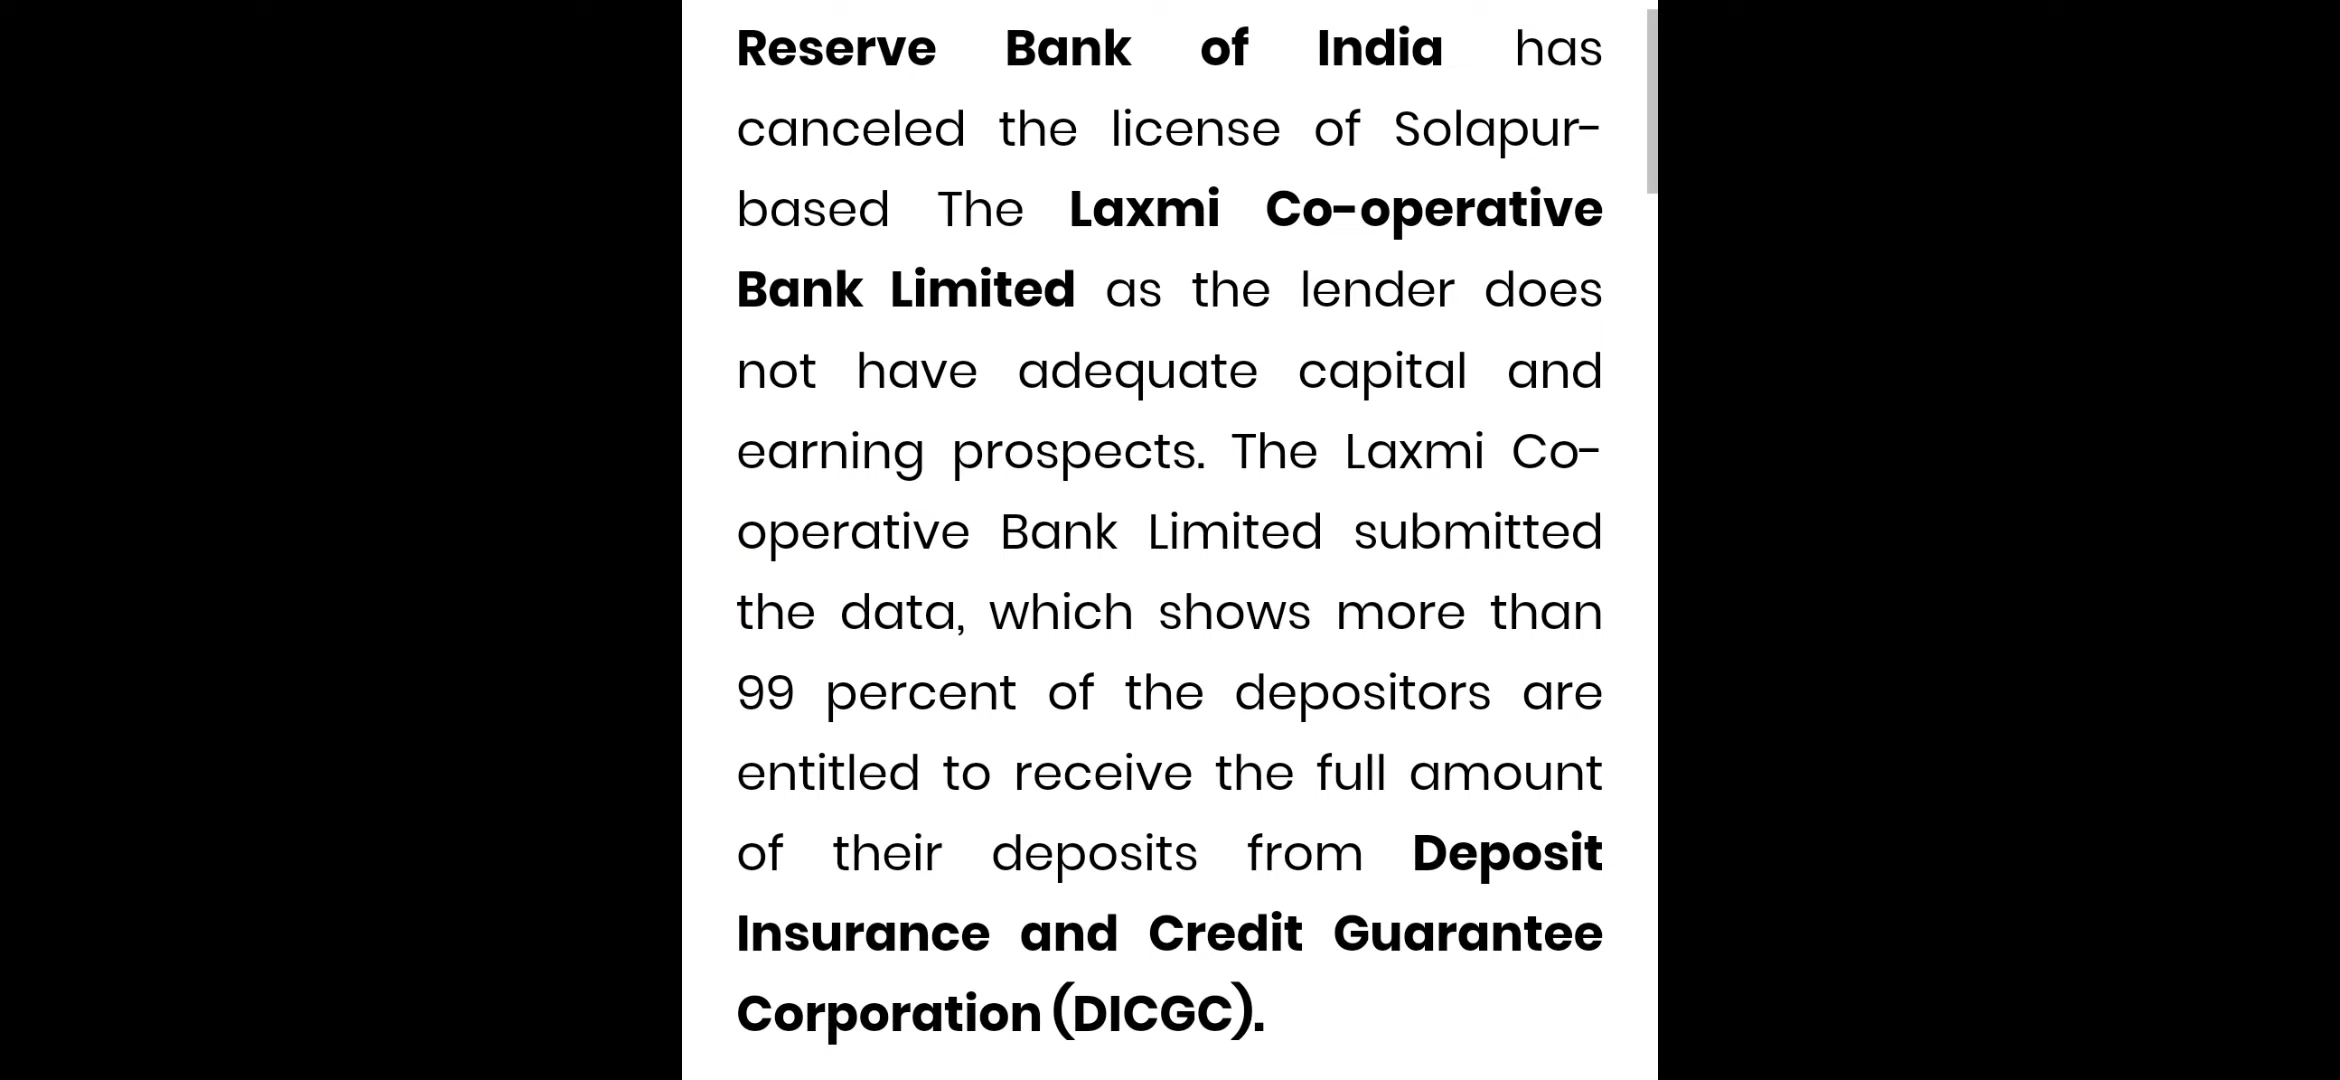 Reserve Bank of India has
canceled the license of Solapur-
based The Laxmi Co-operative
Bank Limited as the lender does
not have adequate capital and
earning prospects. The Laxmi Co-
operative Bank Limited submitted
the data, which shows more than
99 percent of the depositors are
entitled to receive the full amount
of their deposits from Deposit
Insurance and Credit Guarantee
Corporation (DICGC).